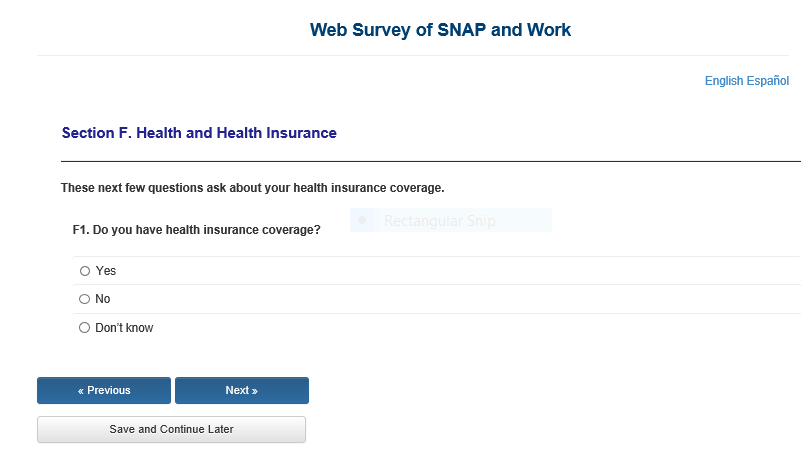 Web Survey of SNAP and Work
English Español
Section F. Health and Health Insurance
These next few questions ask about your health insurance coverage.
Rectangular Snip
F1. Do you have health insurance coverage?
Yes
No
Don't know
« Previous Next »
Save and Continue Later